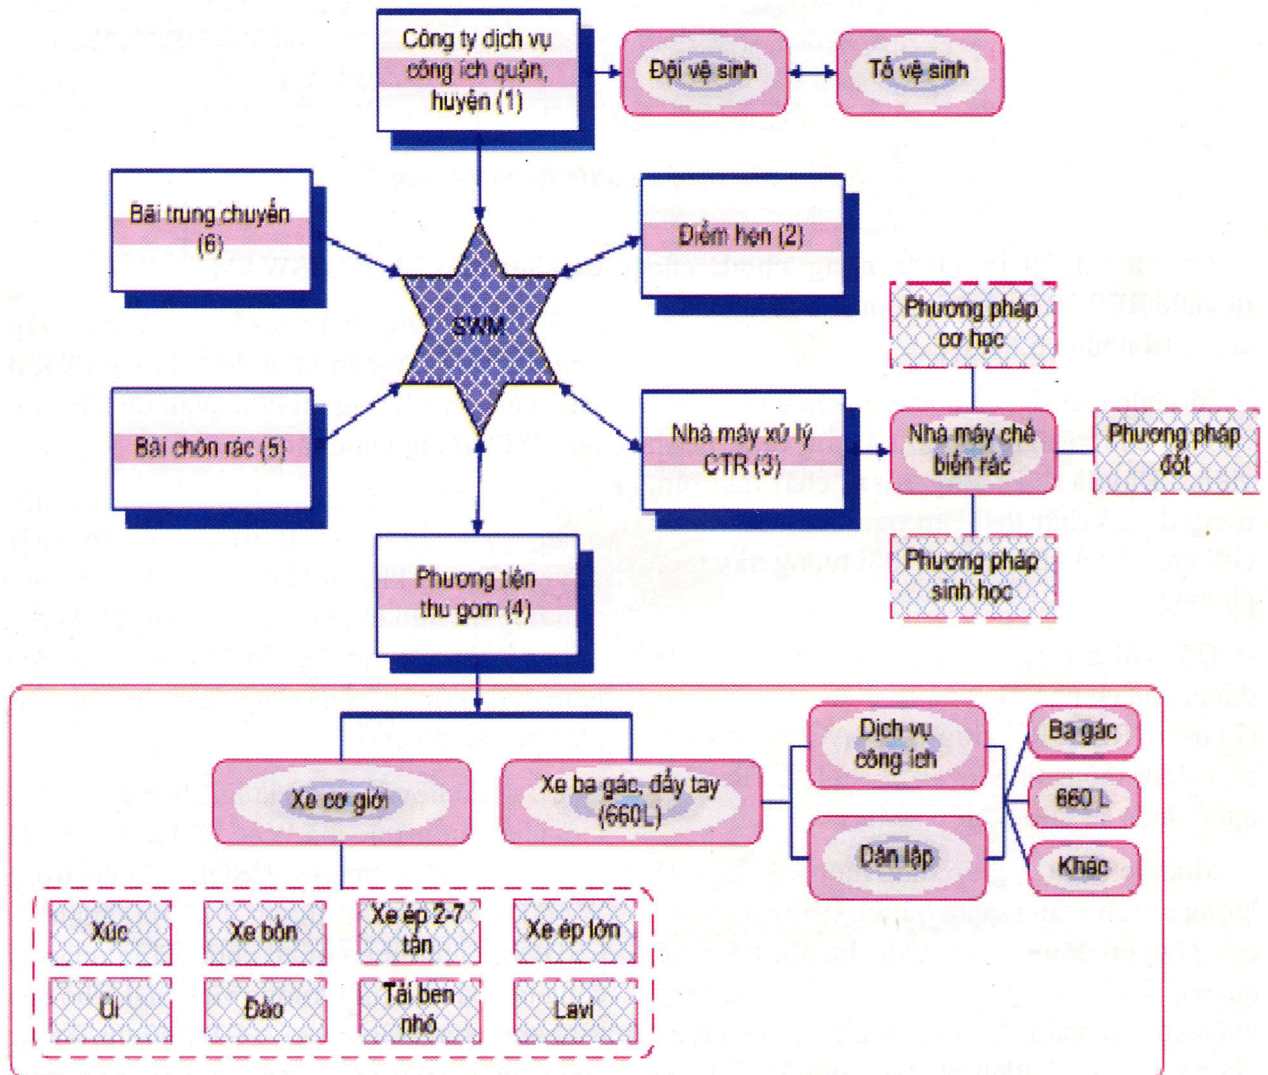 Công ty dịch vụ
công ích quận,
huyện (1)
Đội vệ sinh
Tổ vệ sinh
Bãi trung chuyển
(6)
Điểm hẹn (2)
Phương pháp
cơ học
SWM
Bãi chôn rác (5)
Nhà máy xử lý
CTR (3)
Nhà máy chế
biến rác
Phương pháp
đốt
Phương pháp
sinh học
Phương tiện
thu gom (4)
Xe cơ giới
Xe ba gác, đẩy tay
(660L)
Dịch vụ
công ích
Dân lập
Ba gác
660 L
Khác
Xúc
Xe bồn
Xe ép 2-7
tấn
Xe ép lớn
Ủi
Đào
Tải ben
nhỏ
Lavi